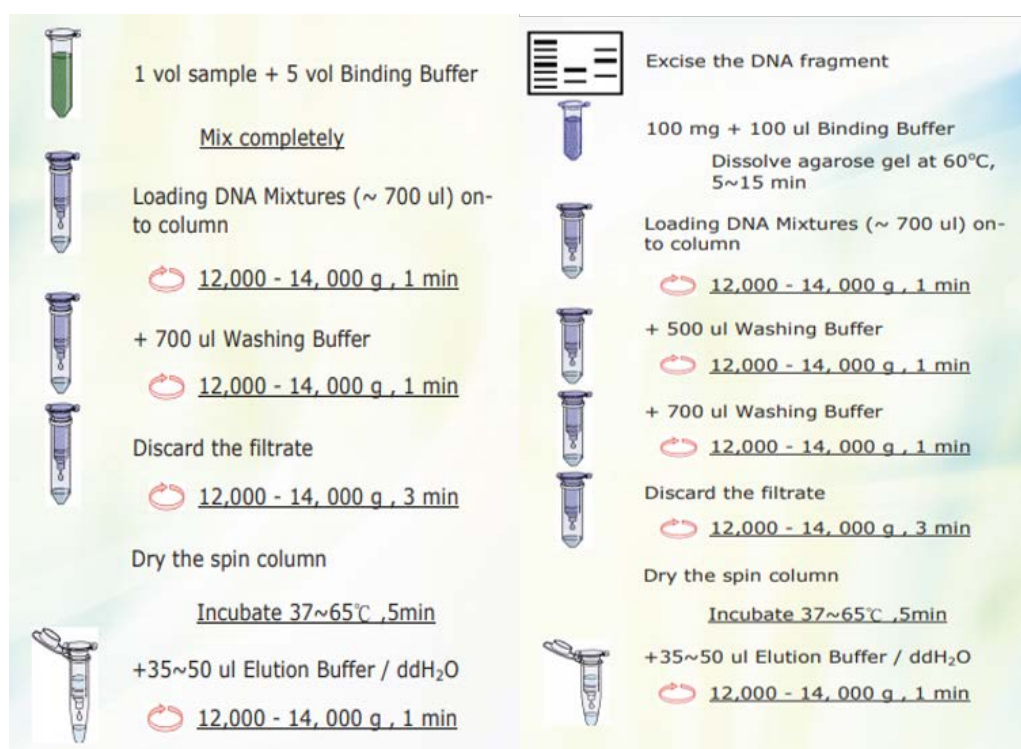 1 vol sample + 5 vol Binding Buffer
Mix completely
Loading DNA Mixtures (~ 700 ul) on-
to column
12,000 - 14, 000 g , 1 min
+ 700 ul Washing Buffer
12,000 - 14, 000 g , 1 min
Discard the filtrate
12,000 - 14, 000 g , 3 min
Dry the spin column
Incubate 37~65℃ ,5min
+35~50 ul Elution Buffer / ddH₂O
12,000 - 14, 000 g , 1 min
Excise the DNA fragment
100 mg + 100 ul Binding Buffer
Dissolve agarose gel at 60°C,
5~15 min
Loading DNA Mixtures (~ 700 ul) on-
to column
12,000 - 14, 000 g , 1 min
+ 500 ul Washing Buffer
12,000 - 14, 000 g , 1 min
+ 700 ul Washing Buffer
12,000 - 14, 000 g , 1 min
Discard the filtrate
12,000 - 14, 000 g , 3 min
Dry the spin column
Incubate 37~65℃ ,5min
+35~50 ul Elution Buffer / ddH₂O
12,000 - 14, 000 g , 1 min